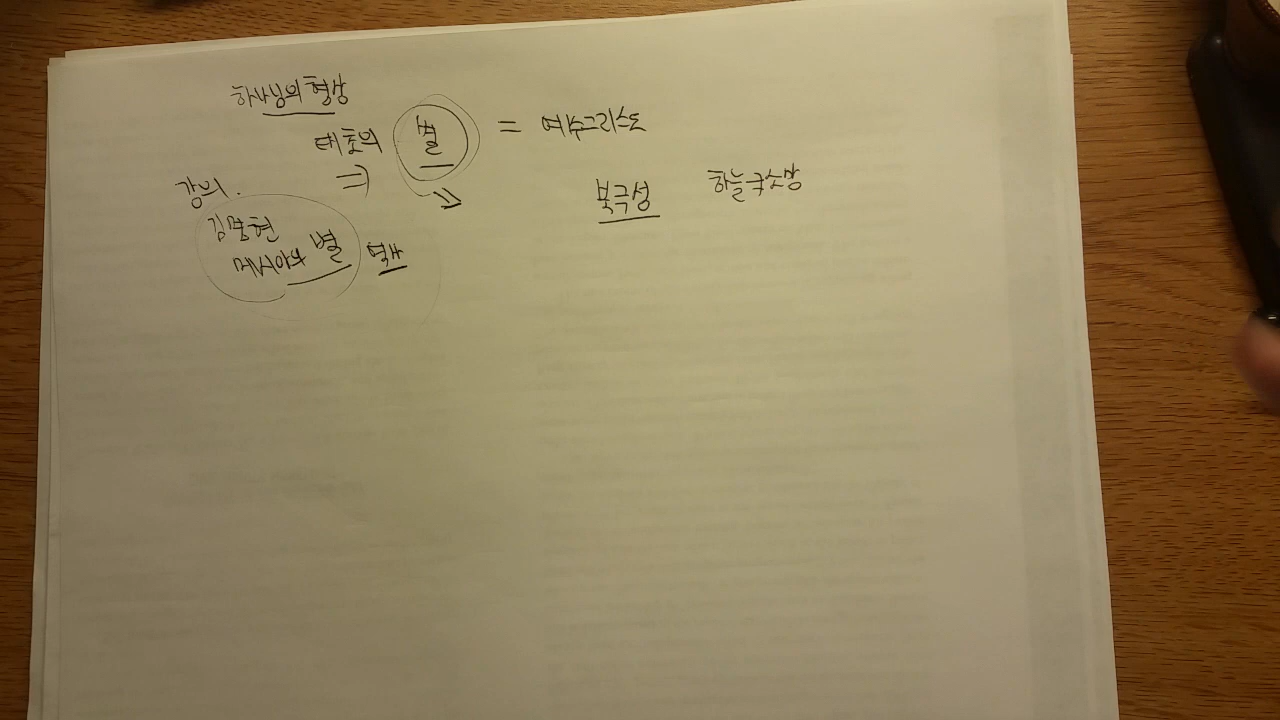 하나님의 형상
태초의 별 = 예수그리스도
⇒
강의.
북극성 하늘국소망
김명현
메시아의 별